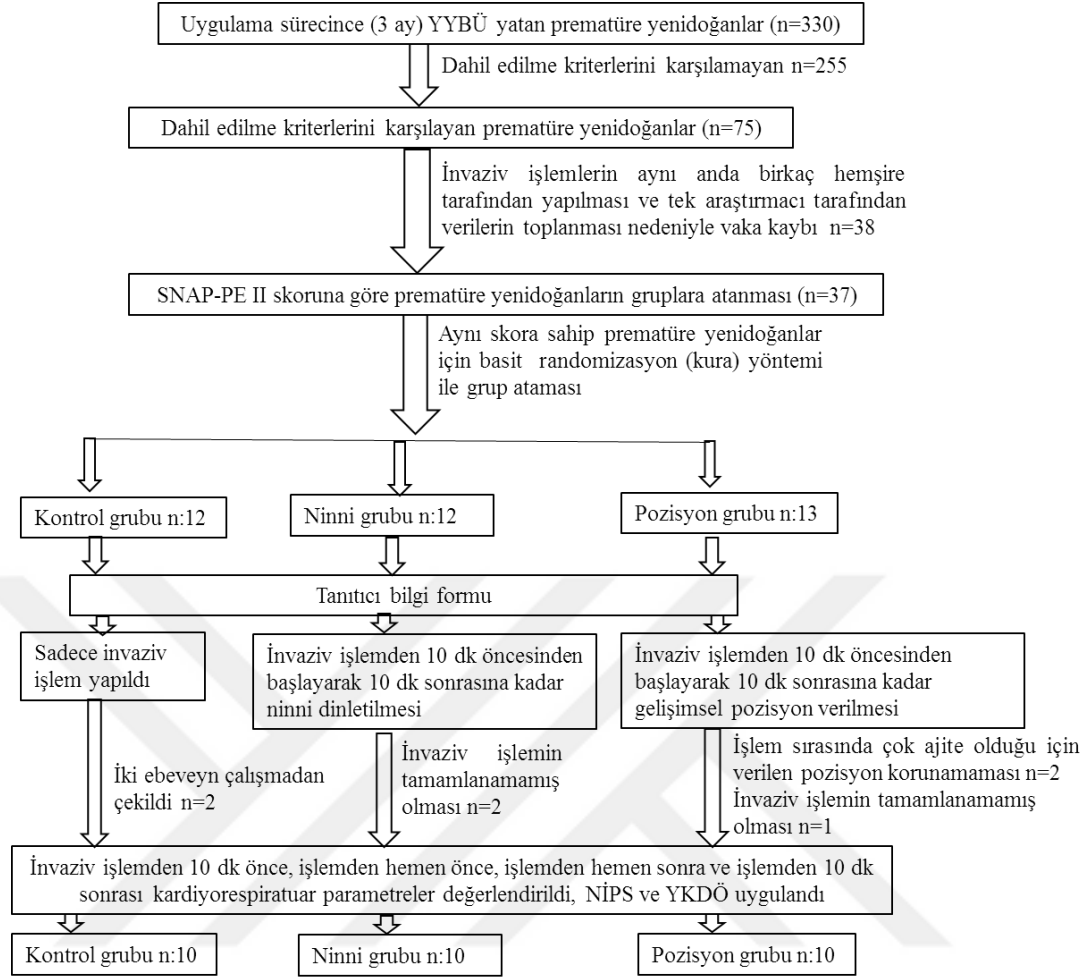 Uygulama sürecince (3 ay) YYBÜ yatan prematüre yenidoğanlar (n=330)
Dahil edilme kriterlerini karşılamayan n=255
Dahil edilme kriterlerini karşılayan prematüre yenidoğanlar (n=75)
İnvaziv işlemlerin aynı anda birkaç hemşire
tarafından yapılması ve tek araştırmacı tarafından
verilerin toplanması nedeniyle vaka kaybı n=38
SNAP-PE II skoruna göre prematüre yenidoğanların gruplara atanması (n=37)
Aynı skora sahip prematüre yenidoğanlar
için basit randomizasyon (kura) yöntemi
ile grup ataması
Kontrol grubu n:12
Ninni grubu n:12
Pozisyon grubu n:13
Tanıtıcı bilgi formu
Sadece invaziv
işlem yapıldı
İnvaziv işlemden 10 dk öncesinden
başlayarak 10 dk sonrasına kadar
ninni dinletilmesi
İnvaziv işlemden 10 dk öncesinden
başlayarak 10 dk sonrasına kadar
gelişimsel pozisyon verilmesi
İki ebeveyn çalışmadan
çekildi n=2
İnvaziv işlemin
tamamlanamamış
olması n=2
İşlem sırasında çok ajite olduğu için
verilen pozisyon korunamaması n=2
İnvaziv işlemin tamamlanamamış
olması n=1
İnvaziv işlemden 10 dk önce, işlemden hemen önce, işlemden hemen sonra ve işlemden 10 dk
sonrası kardiyorespiratuar parametreler değerlendirildi, NİPS ve YKDÖ uygulandı
Kontrol grubu n:10
Ninni grubu n:10
Pozisyon grubu n:10